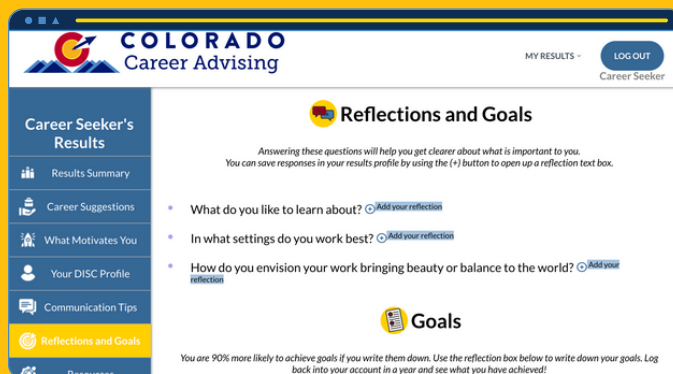 COLORADO
Career Advising
MY RESULTS
LOG OUT
Career Seeker
Career Seeker's
Results
Results Summary
Career Suggestions
What Motivates You
Your DISC Profile
Communication Tips
Reflections and Goals
Resources
Reflections and Goals
Answering these questions will help you get clearer about what is important to you.
You can save responses in your results profile by using the (+) button to open up a reflection text box.
What do you like to learn about? Add your reflection
In what settings do you work best? Add your reflection
How do you envision your work bringing beauty or balance to the world? Add your
reflection
Goals
You are 90% more likely to achieve goals if you write them down. Use the reflection box below to write down your goals. Log
back into your account in a year and see what you have achieved!